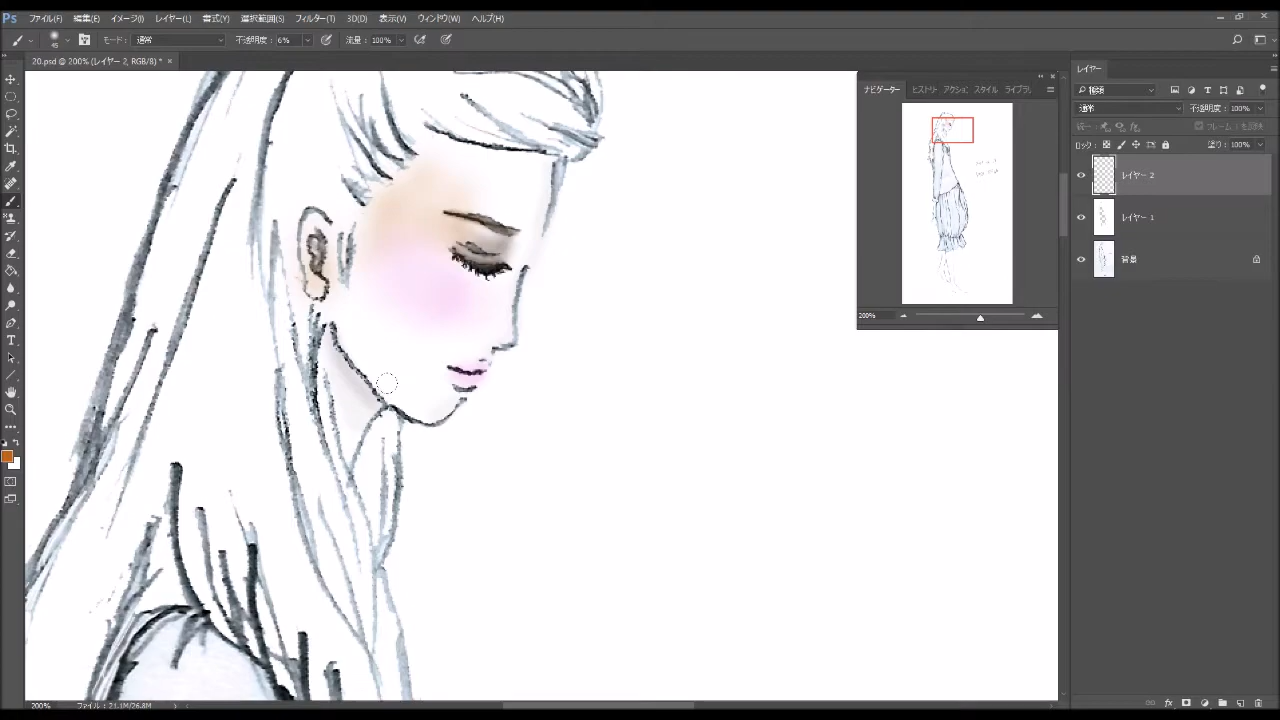 Ps ファイル(F) 編集(E) イメージ(I) レイヤー(L) 書式(Y) 選択範囲(S) フィルター(T) 3D(D) 表示(V) ウィンドウ(W) ヘルプ(H)
45 モード: 通常 不透明度: 6% 流量: 100%
20.psd @ 200% (レイヤー 2, RGB/8) * ×
ナビゲーター ヒストリ アクション スタイル ライブラリ
200%
レイヤー
種類
通常 不透明度: 100%
ロック: 塗り: 100%
レイヤー 2
レイヤー 1
背景
200% ファイル : 21.1M/26.8M